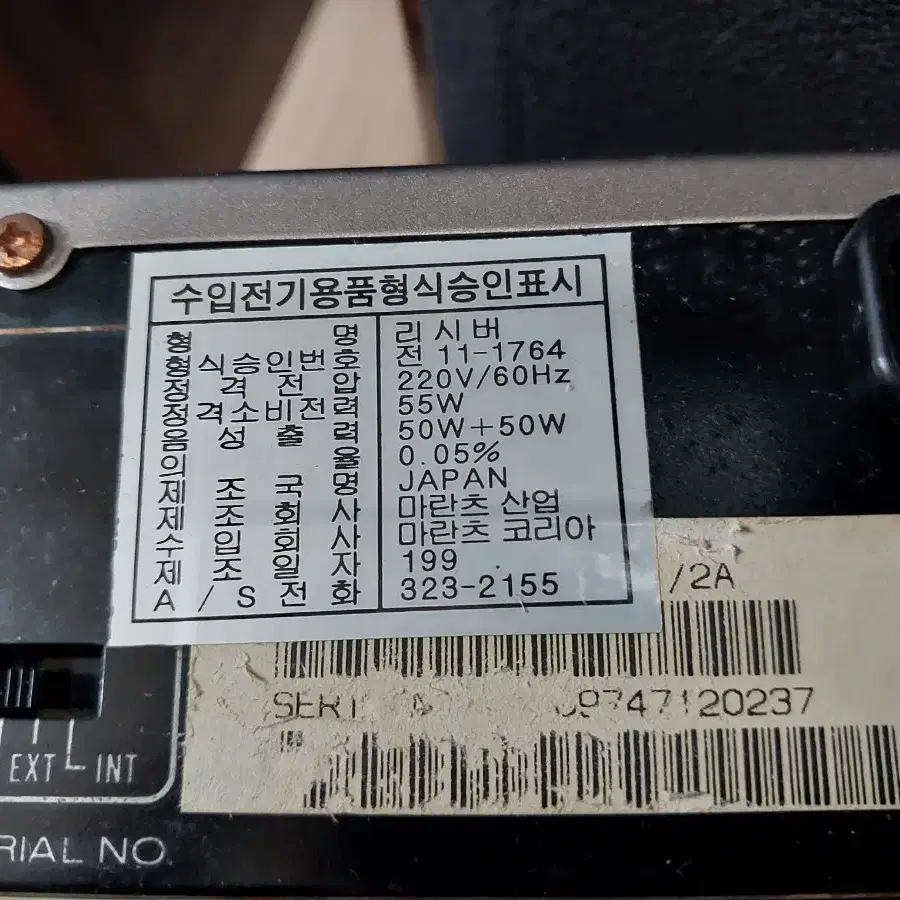 수입전기용품형식승인표시
형 명 리시버
형식승인번호 전 11-1764
정격전압 220V/60Hz
정격소비전력 55W
음성출력 50W+50W
의 율 0.05%
제조국명 JAPAN
제조회사 마란츠 산업
수입회사 마란츠 코리아
제조일자 199
A/S전화 323-2155
/2A
9747120237
EXT INT
RIAL NO